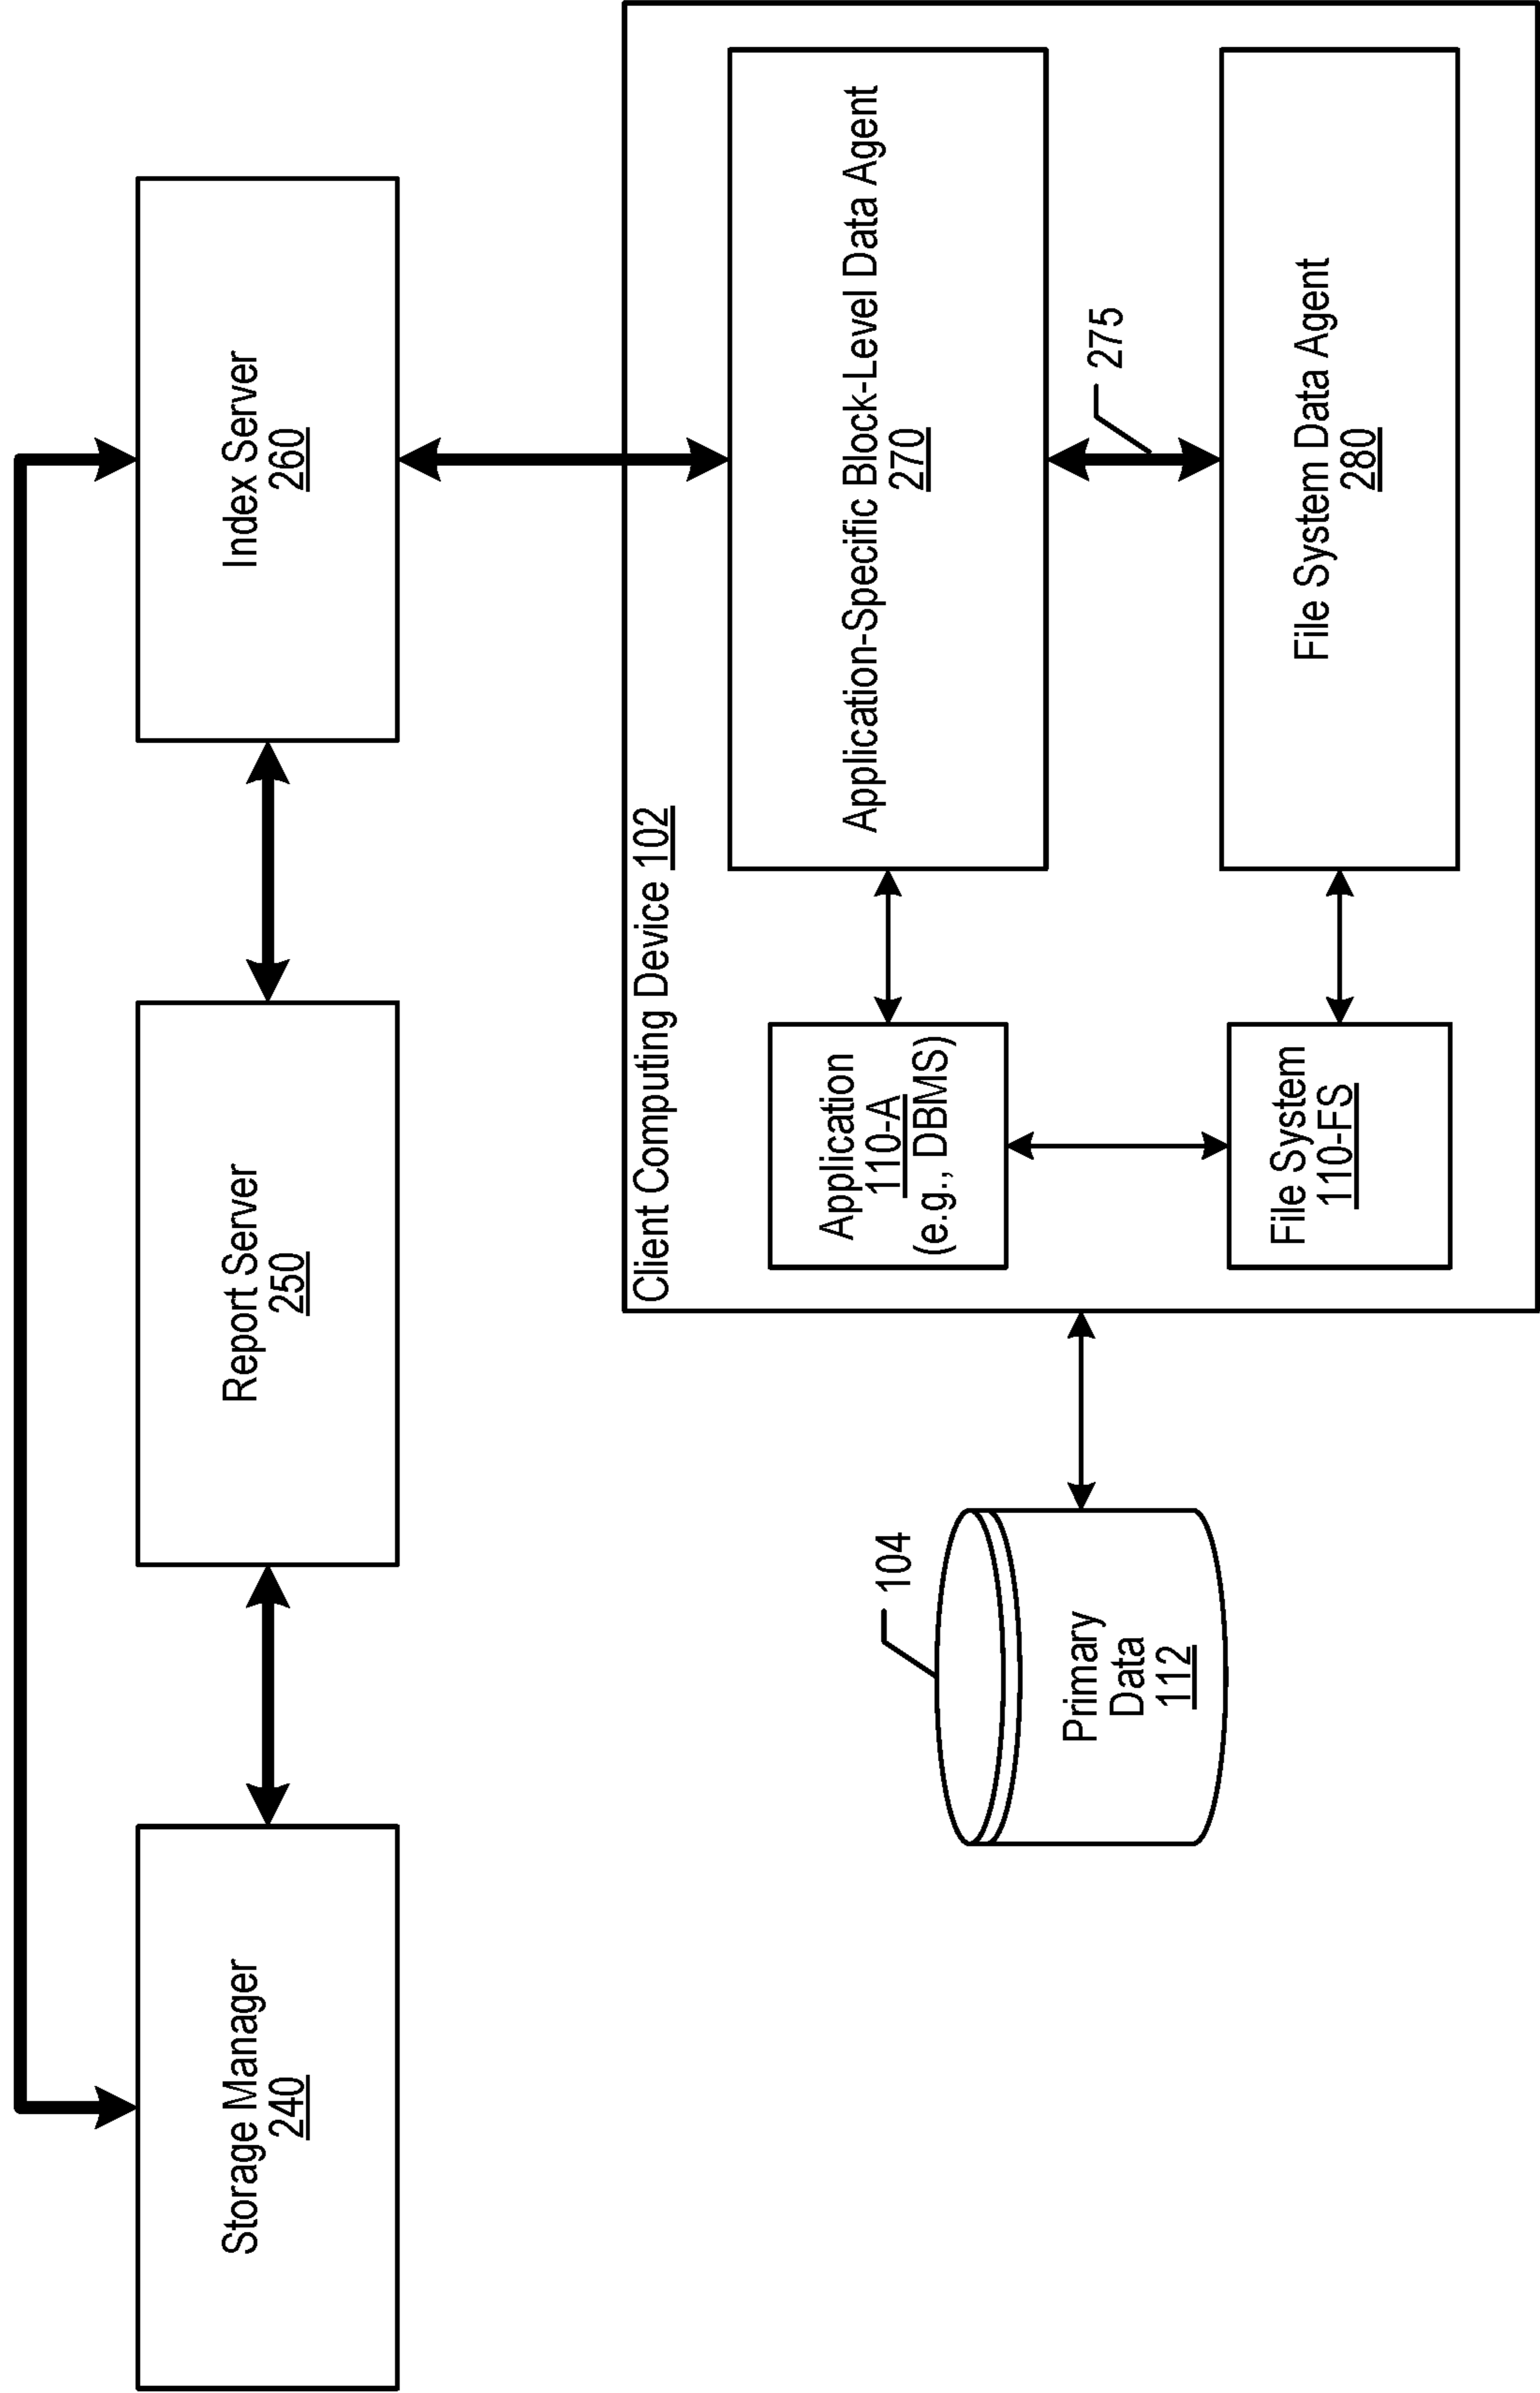 Storage Manager
240
Report Server
250
Index Server
260
Client Computing Device 102
Primary
Data
112
104
Application
110-A
(e.g., DBMS)
Application-Specific Block-Level Data Agent
270
275
File System
110-FS
File System Data Agent
280